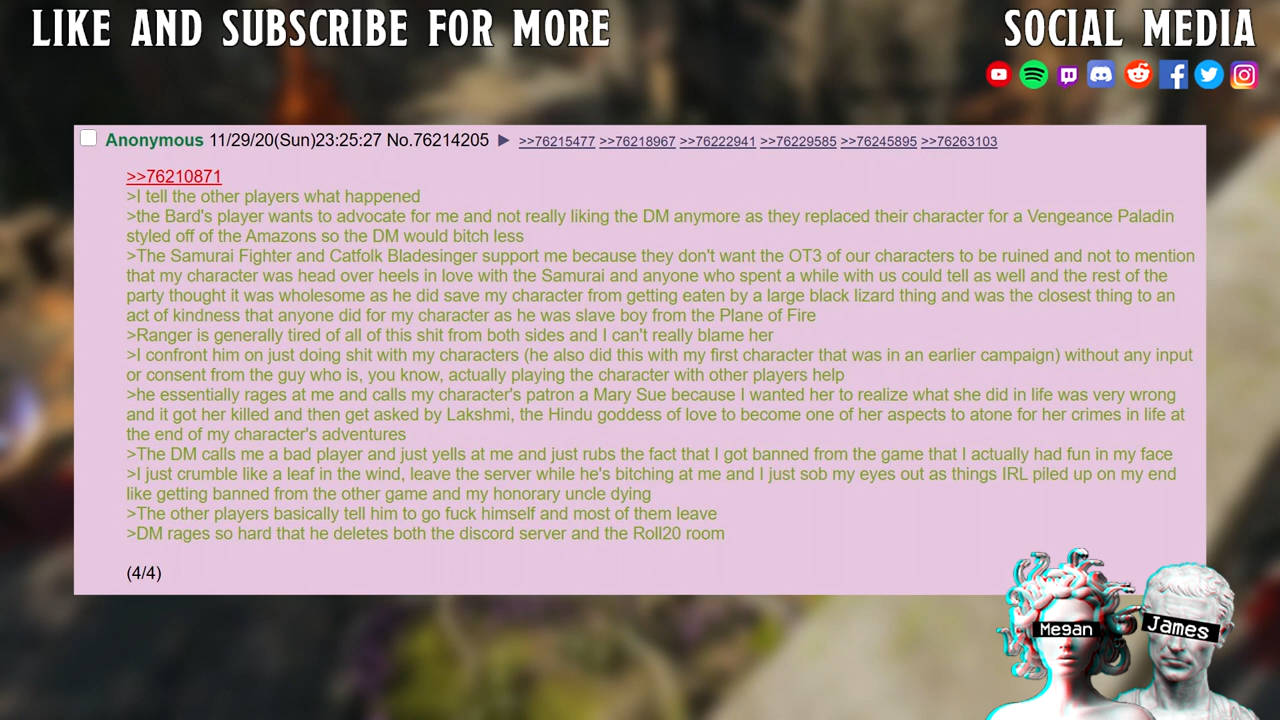 LIKE AND SUBSCRIBE FOR MORE
SOCIAL MEDIA
Anonymous 11/29/20(Sun)23:25:27 No.76214205 ▶ >>76215477 >>76218967 >>76222941 >>76229585 >>76245895 >>76263103
>>76210871
>I tell the other players what happened
>the Bard's player wants to advocate for me and not really liking the DM anymore as they replaced their character for a Vengeance Paladin
styled off of the Amazons so the DM would bitch less
>The Samurai Fighter and Catfolk Bladesinger support me because they don't want the OT3 of our characters to be ruined and not to mention
that my character was head over heels in love with the Samurai and anyone who spent a while with us could tell as well and the rest of the
party thought it was wholesome as he did save my character from getting eaten by a large black lizard thing and was the closest thing to an
act of kindness that anyone did for my character as he was slave boy from the Plane of Fire
>Ranger is generally tired of all of this shit from both sides and I can't really blame her
>I confront him on just doing shit with my characters (he also did this with my first character that was in an earlier campaign) without any input
or consent from the guy who is, you know, actually playing the character with other players help
>he essentially rages at me and calls my character's patron a Mary Sue because I wanted her to realize what she did in life was very wrong
and it got her killed and then get asked by Lakshmi, the Hindu goddess of love to become one of her aspects to atone for her crimes in life at
the end of my character's adventures
>The DM calls me a bad player and just yells at me and just rubs the fact that I got banned from the game that I actually had fun in my face
>I just crumble like a leaf in the wind, leave the server while he's bitching at me and I just sob my eyes out as things IRL piled up on my end
like getting banned from the other game and my honorary uncle dying
>The other players basically tell him to go fuck himself and most of them leave
>DM rages so hard that he deletes both the discord server and the Roll20 room
(4/4)
Megan
James